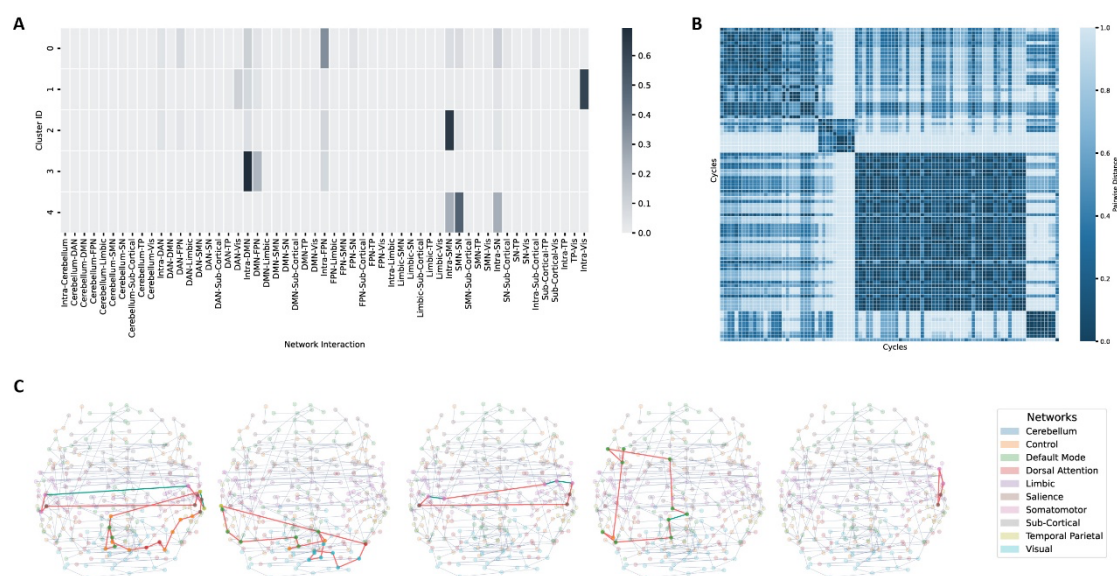 A
Cluster ID
0
1
2
3
4
Intra-Cerebellum
Cerebellum-DAN
Cerebellum-DMN
Cerebellum-FPN
Cerebellum-Limbic
Cerebellum-SMN
Cerebellum-SN
Cerebellum-Sub-Cortical
Cerebellum-TP
Cerebellum-Vis
Intra-DAN
DAN-DMN
DAN-FPN
DAN-Limbic
DAN-SMN
DAN-SN
DAN-Sub-Cortical
DAN-TP
DAN-Vis
Intra-DMN
DMN-FPN
DMN-Limbic
DMN-SMN
DMN-SN
DMN-Sub-Cortical
DMN-TP
DMN-Vis
Intra-FPN
FPN-Limbic
FPN-SMN
FPN-SN
FPN-Sub-Cortical
FPN-TP
FPN-Vis
Intra-Limbic
Limbic-SMN
Limbic-SN
Limbic-Sub-Cortical
Limbic-TP
Limbic-Vis
Intra-SMN
SMN-SN
SMN-Sub-Cortical
SMN-TP
SMN-Vis
Intra-SN
SN-Sub-Cortical
SN-TP
SN-Vis
Intra-Sub-Cortical
Sub-Cortical-TP
Sub-Cortical-Vis
Intra-TP
TP-Vis
Intra-Vis
Network Interaction
0.6
0.5
0.4
0.3
0.2
0.1
0.0
B
Cycles
Cycles
1.0
0.8
0.6
0.4
0.2
0.0
Pairwise Distance
C
Networks
Cerebellum
Control
Default Mode
Dorsal Attention
Limbic
Salience
Somatomotor
Sub-Cortical
Temporal Parietal
Visual